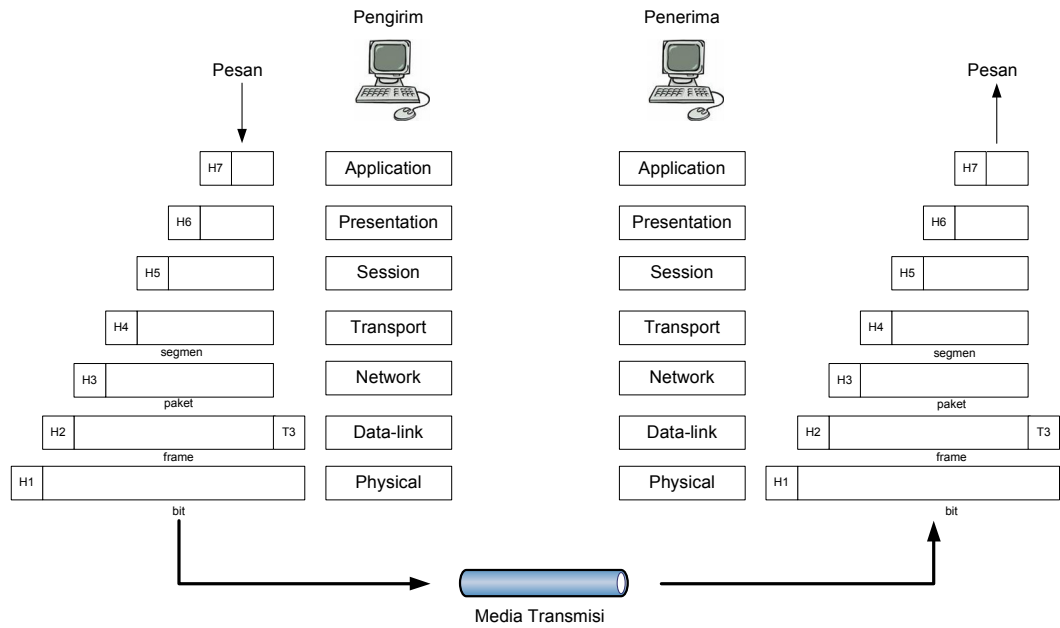 Pengirim
Penerima
Pesan
Pesan
H7
Application
Application
H7
H6
Presentation
Presentation
H6
H5
Session
Session
H5
H4
Transport
Transport
H4
segmen
segmen
H3
Network
Network
H3
paket
paket
H2
T3
Data-link
Data-link
H2
T3
frame
frame
H1
Physical
Physical
H1
bit
bit
Media Transmisi